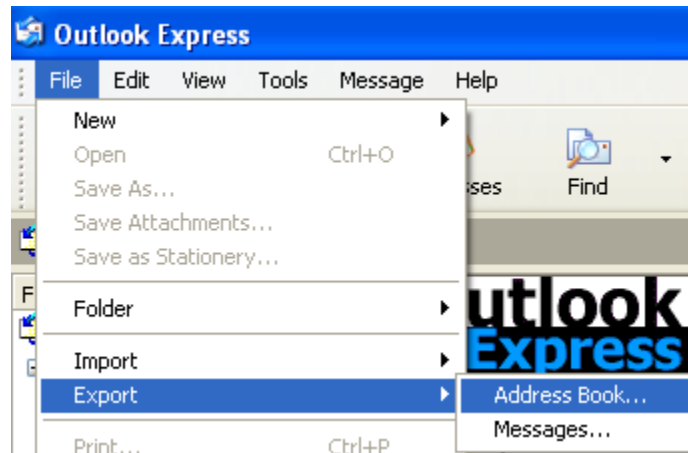 Outlook Express
File Edit View Tools Message Help
New
Open Ctrl+O
Save As...
Find
Save Attachments...
Save as Stationery...
Folder
utlook
Express
Import
Export
Address Book...
Messages...
Print... Ctrl+P